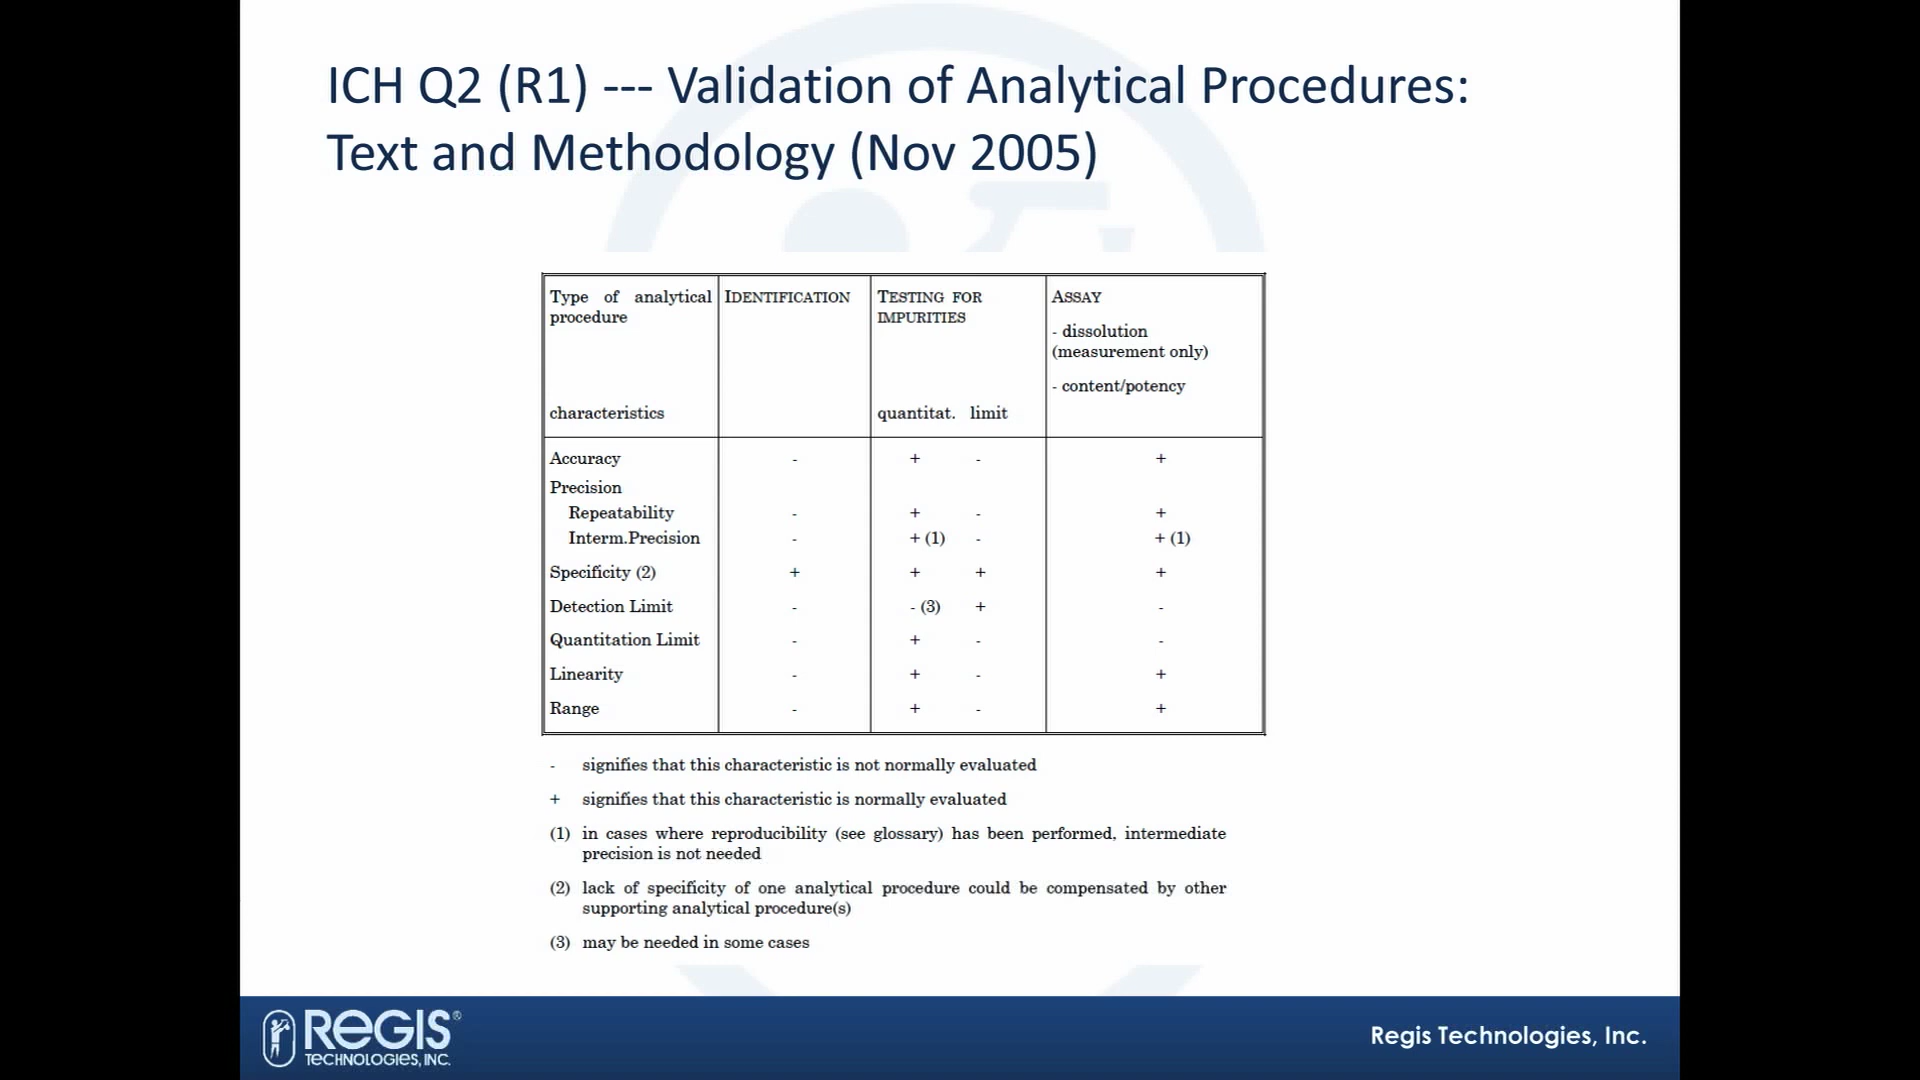 ICH Q2 (R1) --- Validation of Analytical Procedures:
Text and Methodology (Nov 2005)
Type of analytical procedure
characteristics
IDENTIFICATION
TESTING FOR
IMPURITIES
quantitat. limit
ASSAY
- dissolution
(measurement only)
- content/potency
Accuracy - + - +
Precision
Repeatability - + - +
Interm.Precision - + (1) - + (1)
Specificity (2) + + + +
Detection Limit - - (3) + -
Quantitation Limit - + - -
Linearity - + - +
Range - + - +
- signifies that this characteristic is not normally evaluated
+ signifies that this characteristic is normally evaluated
(1) in cases where reproducibility (see glossary) has been performed, intermediate
precision is not needed
(2) lack of specificity of one analytical procedure could be compensated by other
supporting analytical procedure(s)
(3) may be needed in some cases
REGIS®
TECHNOLOGIES, INC.
Regis Technologies, Inc.